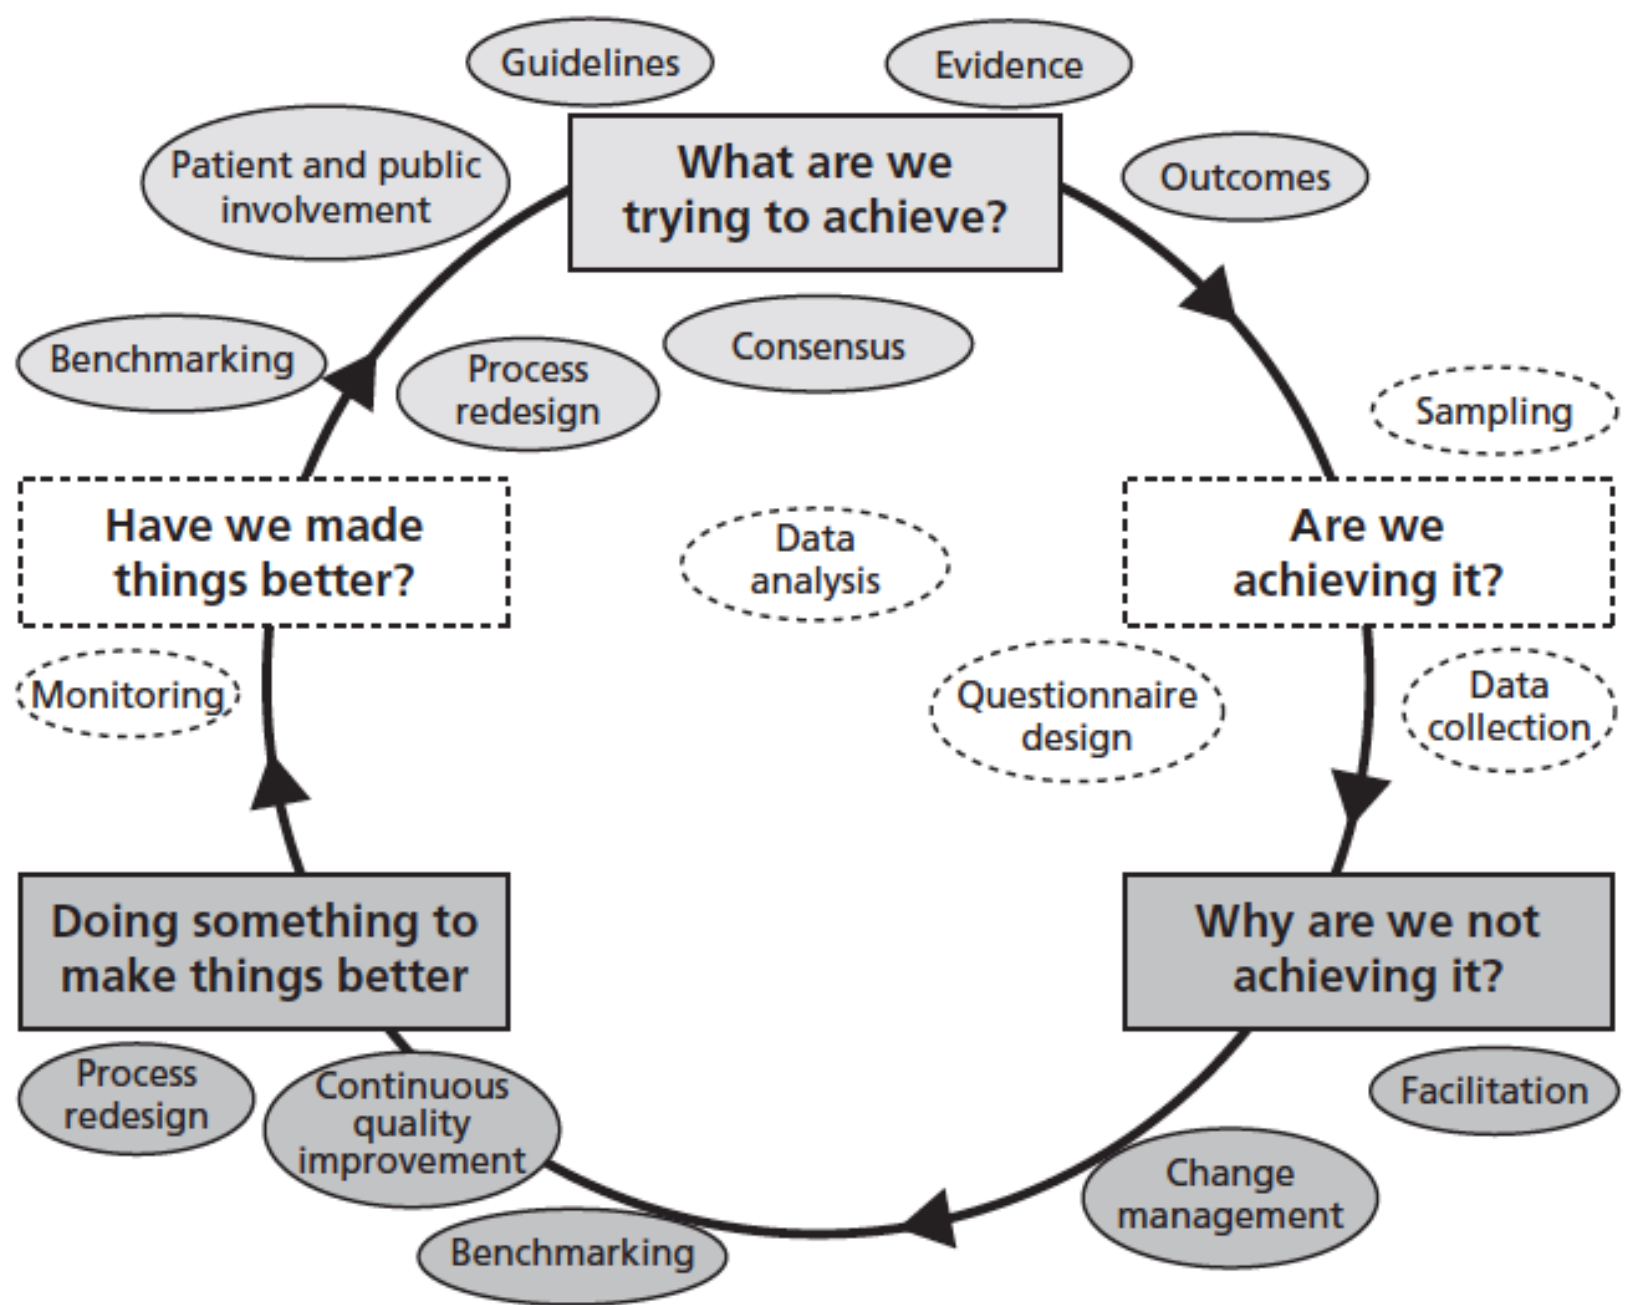 Guidelines
Evidence
What are we
trying to achieve?
Patient and public
involvement
Outcomes
Benchmarking
Process
redesign
Consensus
Sampling
Have we made
things better?
Data
analysis
Are we
achieving it?
Monitoring
Questionnaire
design
Data
collection
Doing something to
make things better
Why are we not
achieving it?
Process
redesign
Continuous
quality
improvement
Facilitation
Change
management
Benchmarking